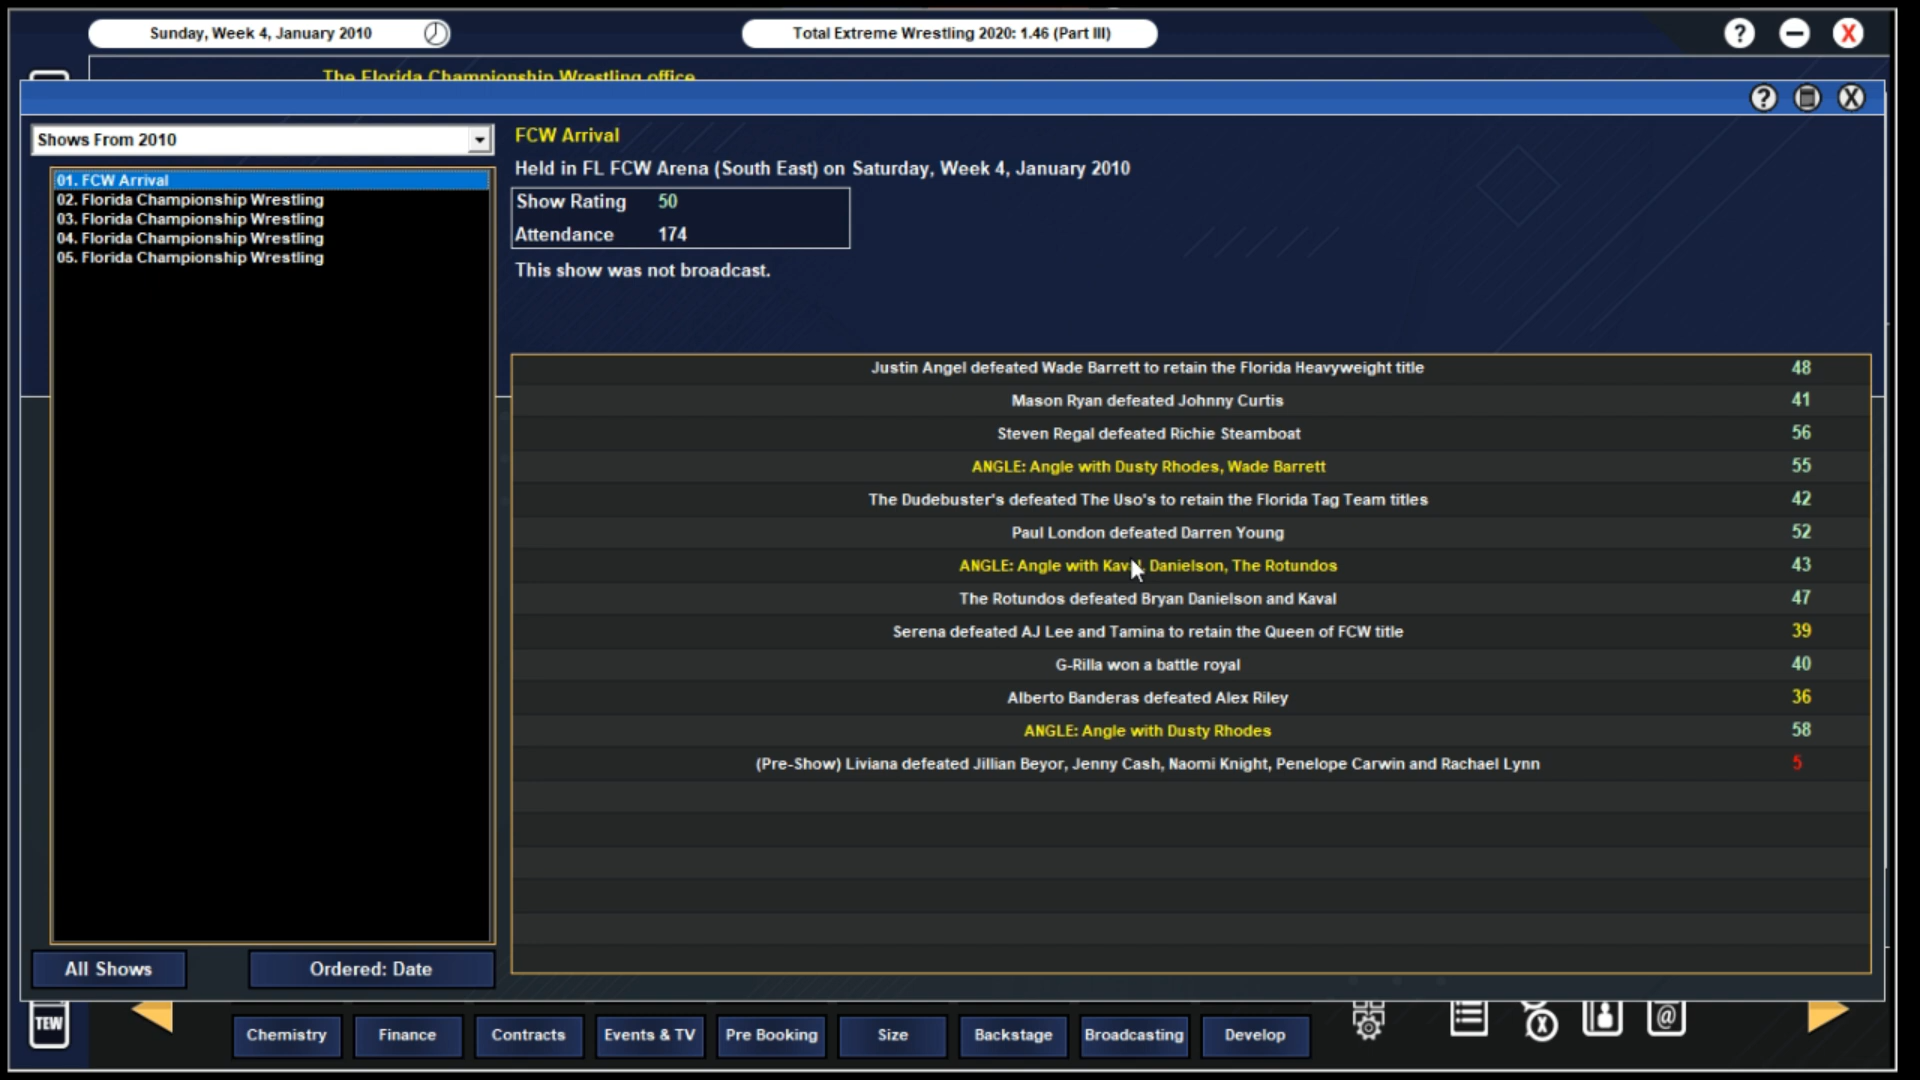 Sunday, Week 4, January 2010
Total Extreme Wrestling 2020: 1.46 (Part III)
?
X
The Florida Championship Wrestling office
?
X
Shows From 2010
FCW Arrival
Held in FL FCW Arena (South East) on Saturday, Week 4, January 2010
01. FCW Arrival
02. Florida Championship Wrestling
03. Florida Championship Wrestling
04. Florida Championship Wrestling
05. Florida Championship Wrestling
Show Rating 50
Attendance 174
This show was not broadcast.
Justin Angel defeated Wade Barrett to retain the Florida Heavyweight title 48
Mason Ryan defeated Johnny Curtis 41
Steven Regal defeated Richie Steamboat 56
ANGLE: Angle with Dusty Rhodes, Wade Barrett 55
The Dudebuster's defeated The Uso's to retain the Florida Tag Team titles 42
Paul London defeated Darren Young 52
ANGLE: Angle with Danielson, The Rotundos 43
The Rotundos defeated Bryan Danielson and Kaval 47
Serena defeated AJ Lee and Tamina to retain the Queen of FCW title 39
G-Rilla won a battle royal 40
Alberto Banderas defeated Alex Riley 36
ANGLE: Angle with Dusty Rhodes 58
(Pre-Show) Liviana defeated Jillian Beyor, Jenny Cash, Naomi Knight, Penelope Carwin and Rachael Lynn 5
All Shows
Ordered: Date
TEW
Chemistry
Finance
Contracts
Events & TV
Pre Booking
Size
Backstage
Broadcasting
Develop
X
@